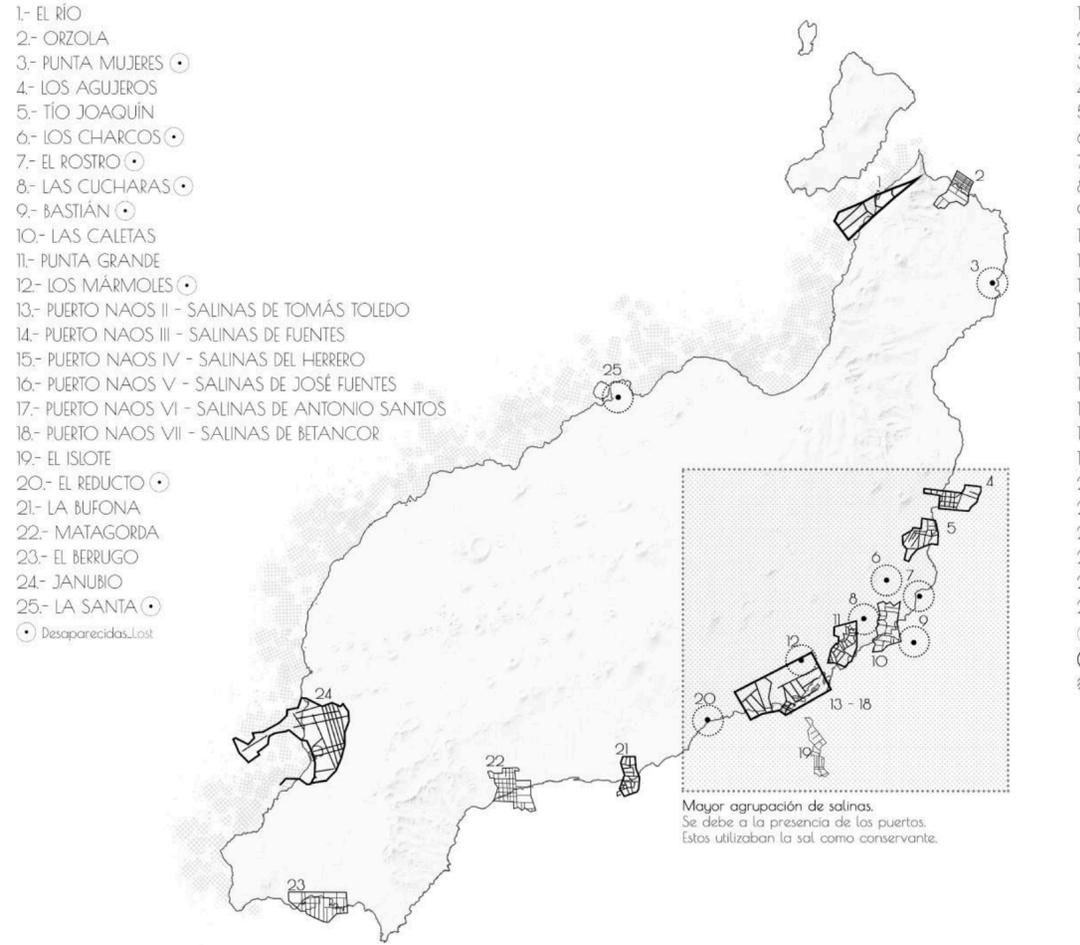 1.- EL RÍO
2.- ORZOLA
3.- PUNTA MUJERES
4.- LOS AGUJEROS
5.- TÍO JOAQUÍN
6.- LOS CHARCOS
7.- EL ROSTRO
8.- LAS CUCHARAS
9.- BASTIÁN
10.- LAS CALETAS
11.- PUNTA GRANDE
12.- LOS MÁRMOLES
13.- PUERTO NAOS II - SALINAS DE TOMÁS TOLEDO
14.- PUERTO NAOS III - SALINAS DE FUENTES
15.- PUERTO NAOS IV - SALINAS DEL HERRERO
16.- PUERTO NAOS V - SALINAS DE JOSÉ FUENTES
17.- PUERTO NAOS VI - SALINAS DE ANTONIO SANTOS
18.- PUERTO NAOS VII - SALINAS DE BETANCOR
19.- EL ISLOTE
20.- EL REDUCTO
21.- LA BUFONA
22.- MATAGORDA
23.- EL BERRUGO
24.- JANUBIO
25.- LA SANTA
Desaparecidas_Lost
1
2
3
25
4
5
6
7
8
9
11
10
12
13 - 18
20
19
24
21
22
23
Mayor agrupación de salinas.
Se debe a la presencia de los puertos.
Estos utilizaban la sal como conservante.